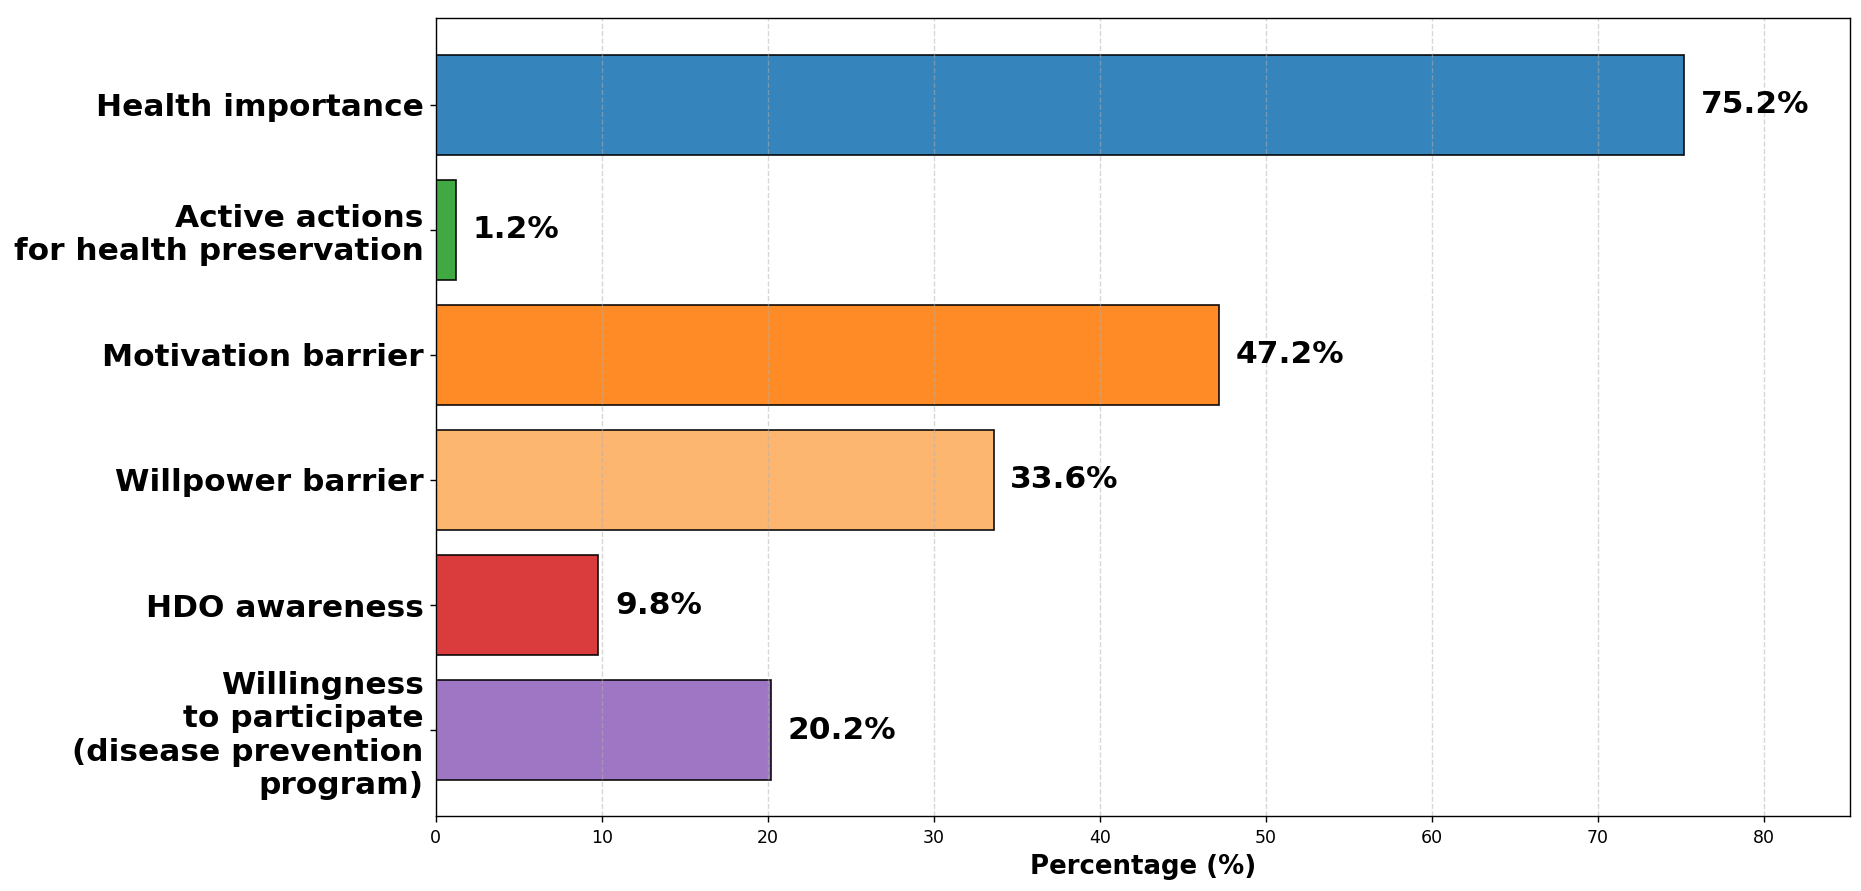 Health importance
75.2%
Active actions
for health preservation
1.2%
Motivation barrier
47.2%
Willpower barrier
33.6%
HDO awareness
9.8%
Willingness
to participate
(disease prevention
program)
20.2%
0 10 20 30 40 50 60 70 80
Percentage (%)